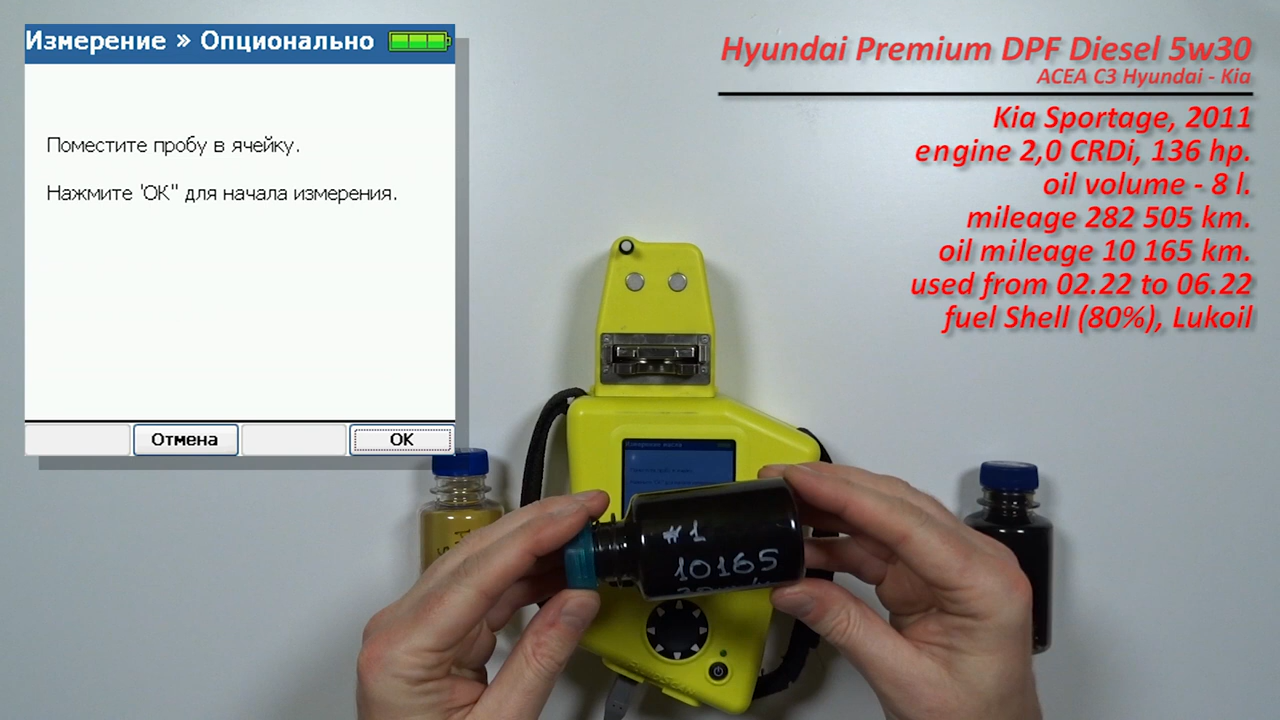 Измерение » Опционально
Поместите пробу в ячейку.
Нажмите 'ОК" для начала измерения.
Отмена
ОК
Hyundai Premium DPF Diesel 5w30
ACEA C3 Hyundai - Kia
Kia Sportage, 2011
engine 2,0 CRDi, 136 hp.
oil volume - 8 l.
mileage 282 505 km.
oil mileage 10 165 km.
used from 02.22 to 06.22
fuel Shell (80%), Lukoil
#1
10165